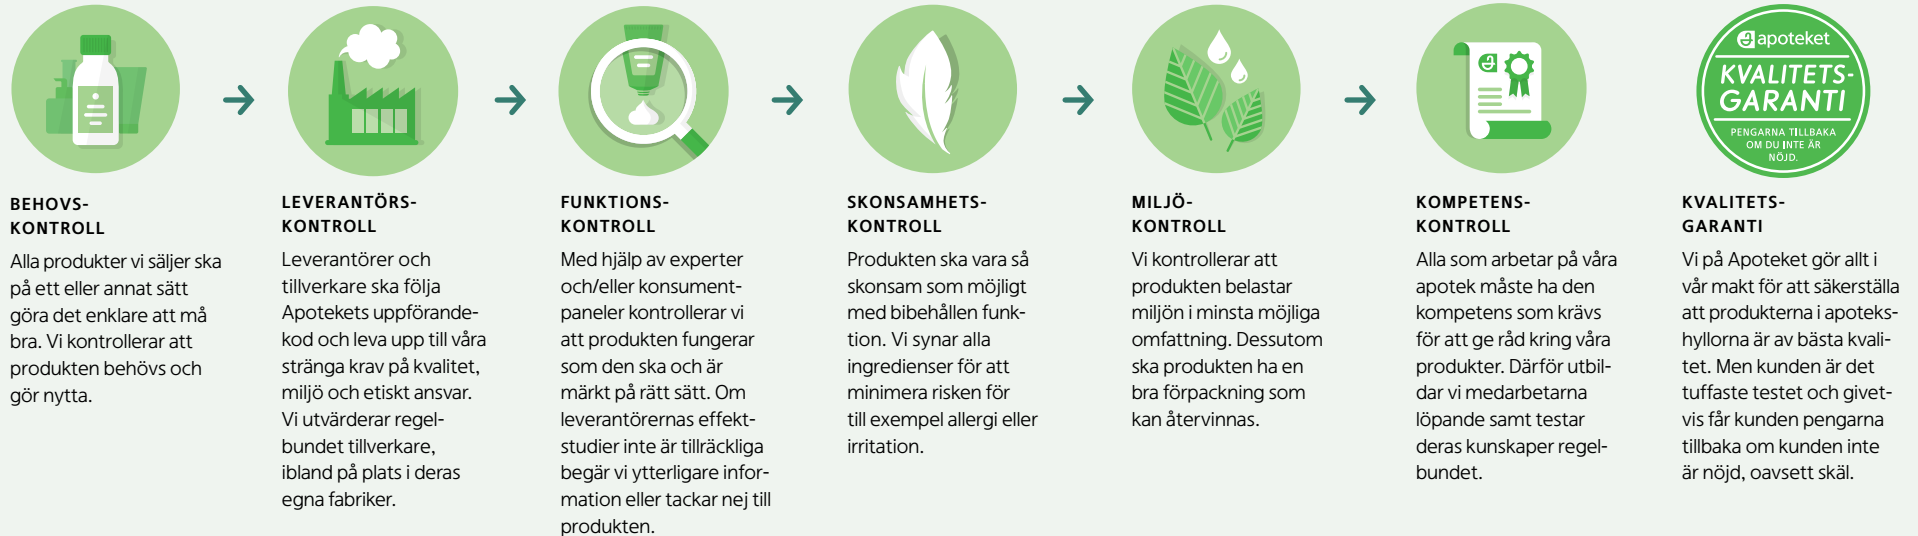 BEHOVS-
KONTROLL
Alla produkter vi säljer ska
på ett eller annat sätt
göra det enklare att må
bra. Vi kontrollerar att
produkten behövs och
gör nytta.
LEVERANTÖRS-
KONTROLL
Leverantörer och
tillverkare ska följa
Apotekets uppförande-
kod och leva upp till våra
stränga krav på kvalitet,
miljö och etiskt ansvar.
Vi utvärderar regel-
bundet tillverkare,
ibland på plats i deras
egna fabriker.
FUNKTIONS-
KONTROLL
Med hjälp av experter
och/eller konsument-
paneler kontrollerar vi
att produkten fungerar
som den ska och är
märkt på rätt sätt. Om
leverantörernas effekt-
studier inte är tillräckliga
begär vi ytterligare infor-
mation eller tackar nej till
produkten.
SKONSAMHETS-
KONTROLL
Produkten ska vara så
skonsam som möjligt
med bibehållen funk-
tion. Vi synar alla
ingredienser för att
minimera risken för
till exempel allergi eller
irritation.
MILJÖ-
KONTROLL
Vi kontrollerar att
produkten belastar
miljön i minsta möjliga
omfattning. Dessutom
ska produkten ha en
bra förpackning som
kan återvinnas.
KOMPETENS-
KONTROLL
Alla som arbetar på våra
apotek måste ha den
kompetens som krävs
för att ge råd kring våra
produkter. Därför utbil-
dar vi medarbetarna
löpande samt testar
deras kunskaper regel-
bundet.
apoteket
KVALITETS-
GARANTI
PENGARNA TILLBAKA
OM DU INTE ÄR
NÖJD.
KVALITETS-
GARANTI
Vi på Apoteket gör allt i
vår makt för att säkerställa
att produkterna i apoteks-
hyllorna är av bästa kvali-
tet. Men kunden är det
tuffaste testet och givet-
vis får kunden pengarna
tillbaka om kunden inte
är nöjd, oavsett skäl.